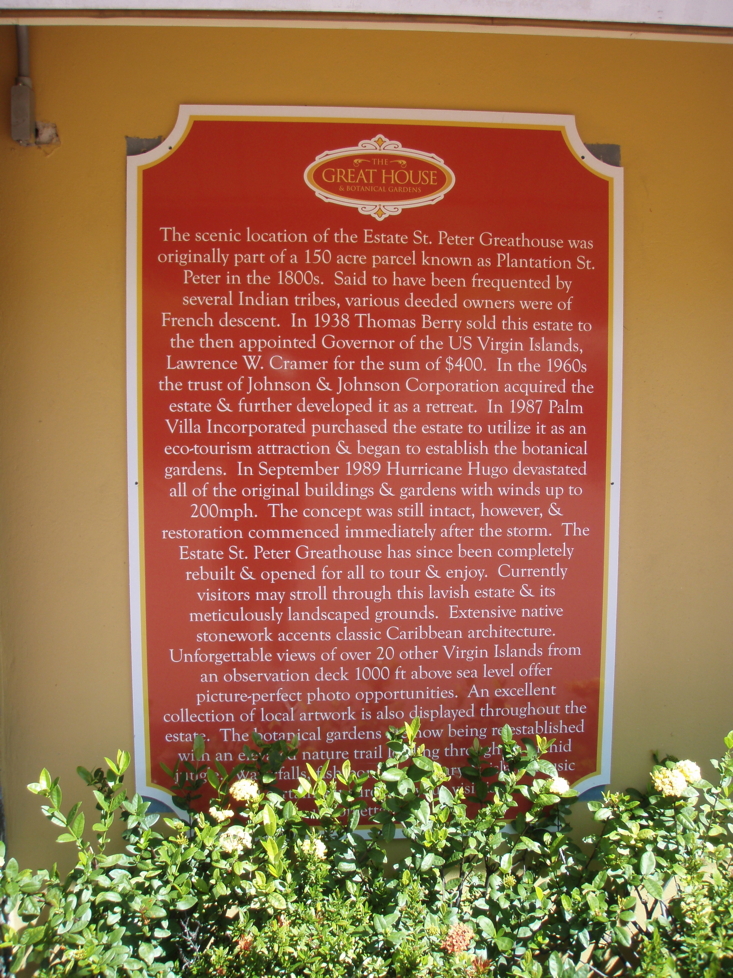 THE
GREAT HOUSE
& BOTANICAL GARDENS
The scenic location of the Estate St. Peter Greathouse was
originally part of a 150 acre parcel known as Plantation St.
Peter in the 1800s. Said to have been frequented by
several Indian tribes, various deeded owners were of
French descent. In 1938 Thomas Berry sold this estate to
the then appointed Governor of the US Virgin Islands,
Lawrence W. Cramer for the sum of $400. In the 1960s
the trust of Johnson & Johnson Corporation acquired the
estate & further developed it as a retreat. In 1987 Palm
Villa Incorporated purchased the estate to utilize it as an
eco-tourism attraction & began to establish the botanical
gardens. In September 1989 Hurricane Hugo devastated
all of the original buildings & gardens with winds up to
200mph. The concept was still intact, however, &
restoration commenced immediately after the storm. The
Estate St. Peter Greathouse has since been completely
rebuilt & opened for all to tour & enjoy. Currently
visitors may stroll through this lavish estate & its
meticulously landscaped grounds. Extensive native
stonework accents classic Caribbean architecture.
Unforgettable views of over 20 other Virgin Islands from
an observation deck 1000 ft above sea level offer
picture-perfect photo opportunities. An excellent
collection of local artwork is also displayed throughout the
estate. The botanical gardens now being reestablished
with an nature trail